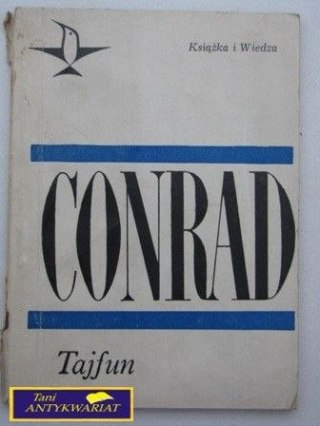 Książka i Wiedza
CONRAD
Tajfun
Tani
ANTYKWARIAT